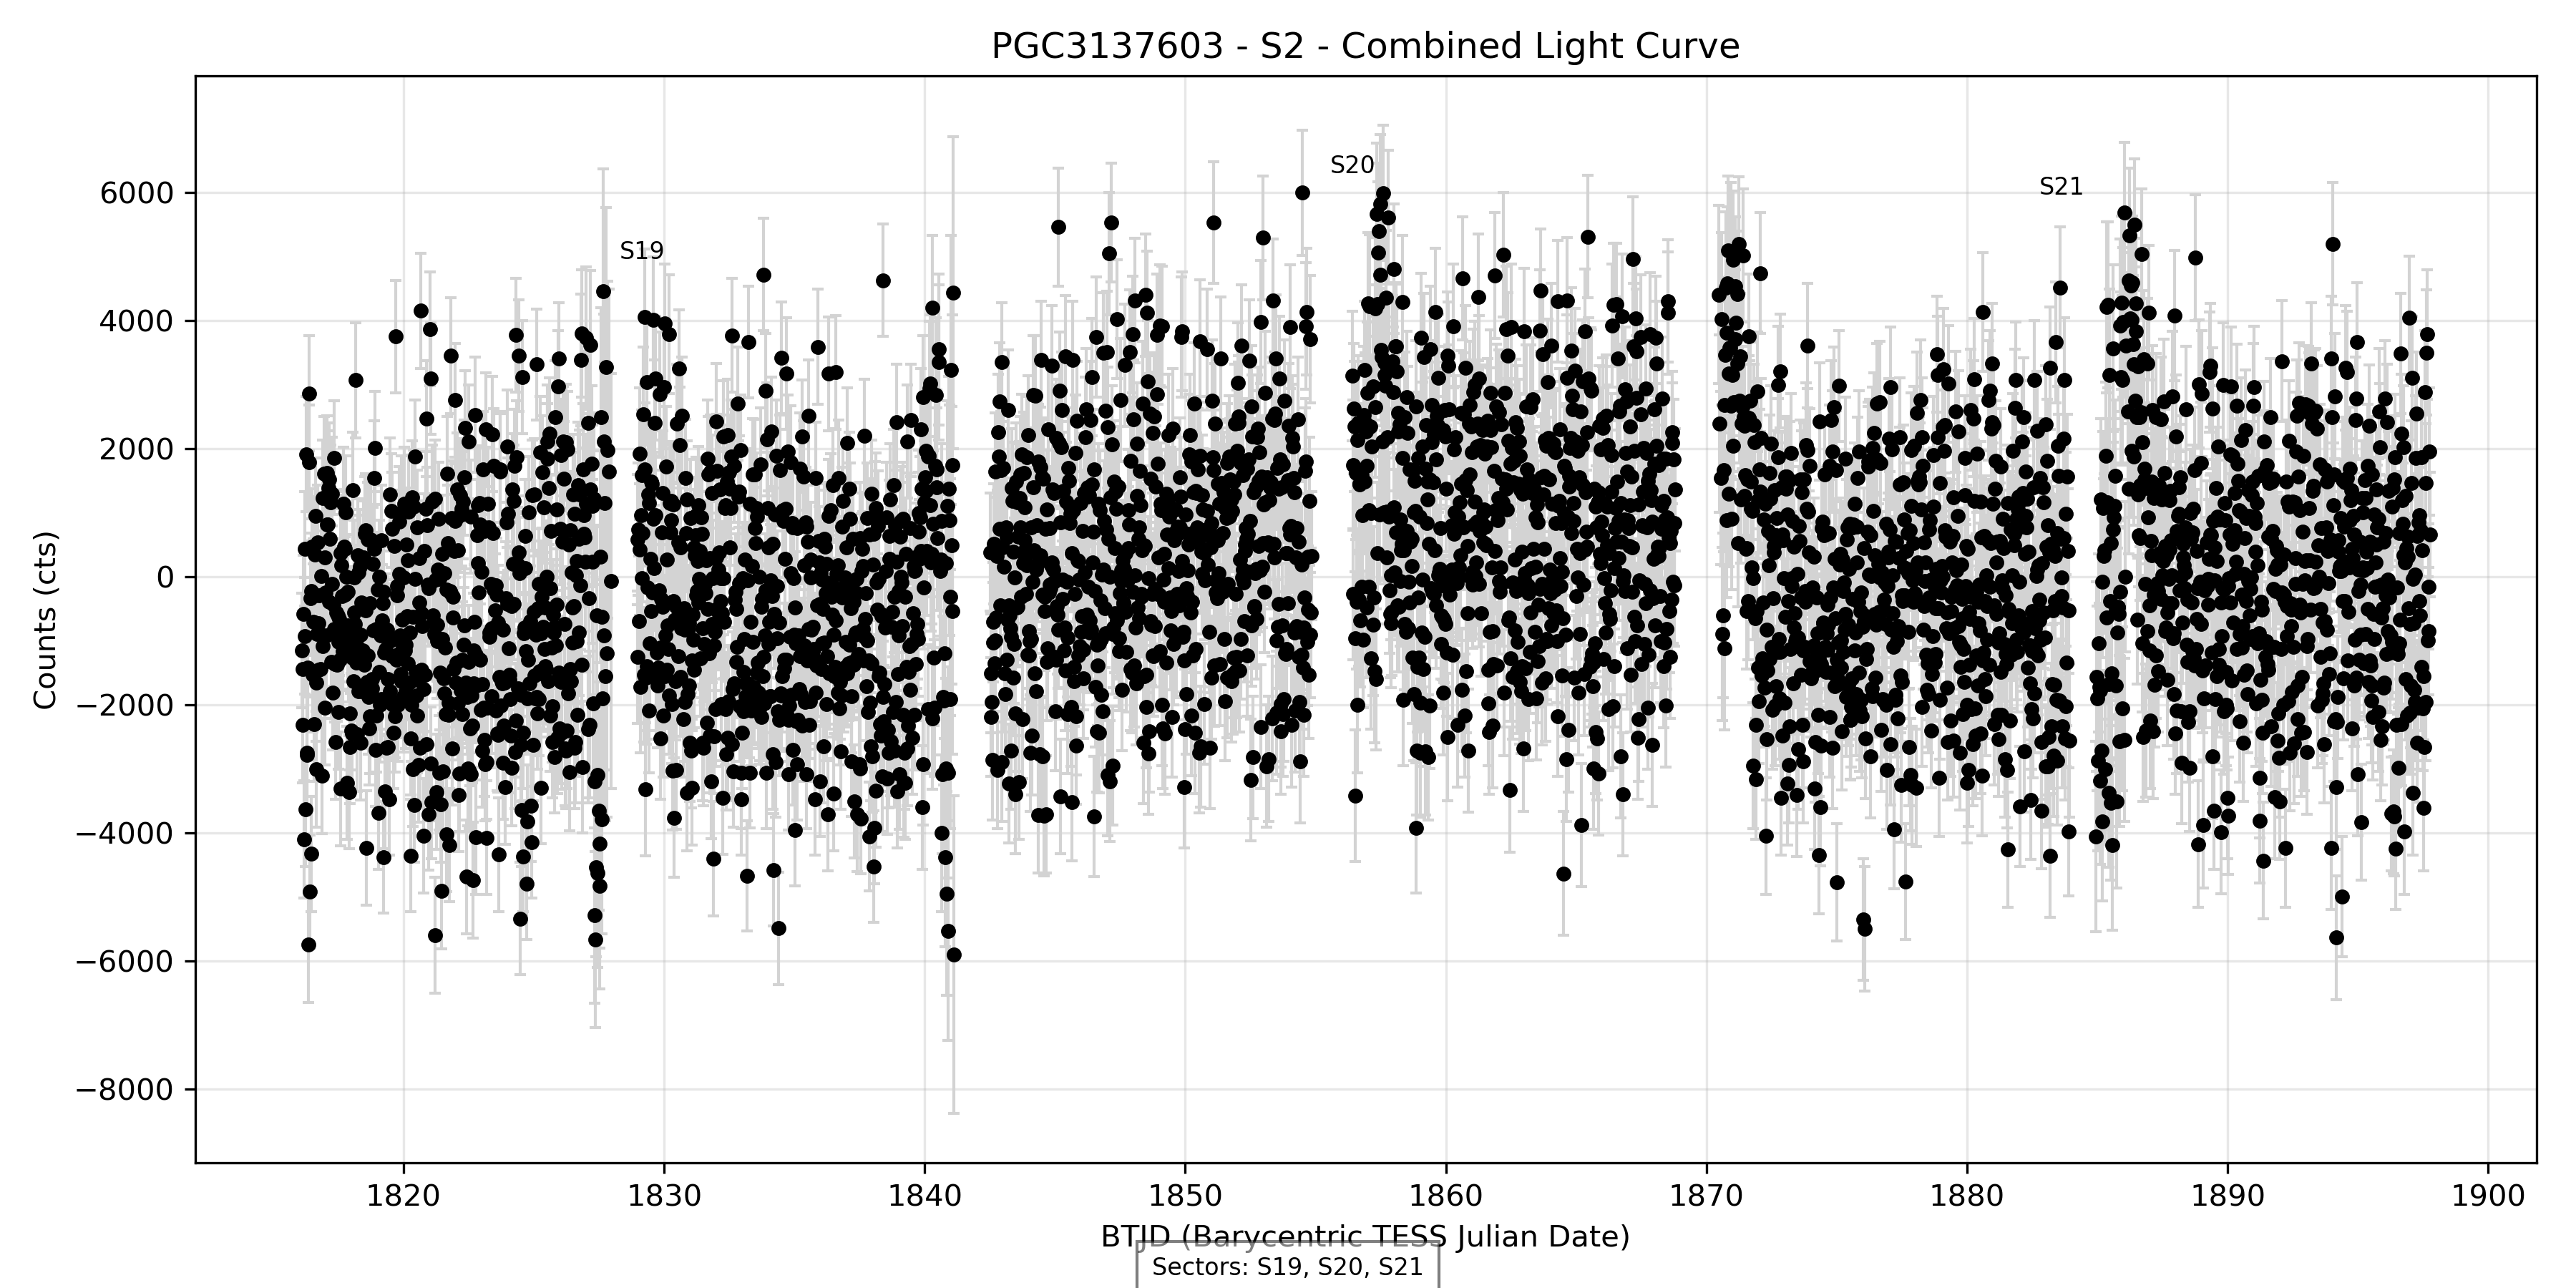 PGC3137603 - S2 - Combined Light Curve
S20
S21
S19
6000
4000
2000
0
−2000
−4000
−6000
−8000
Counts (cts)
1820 1830 1840 1850 1860 1870 1880 1890 1900
BTJD (Barycentric TESS Julian Date)
Sectors: S19, S20, S21